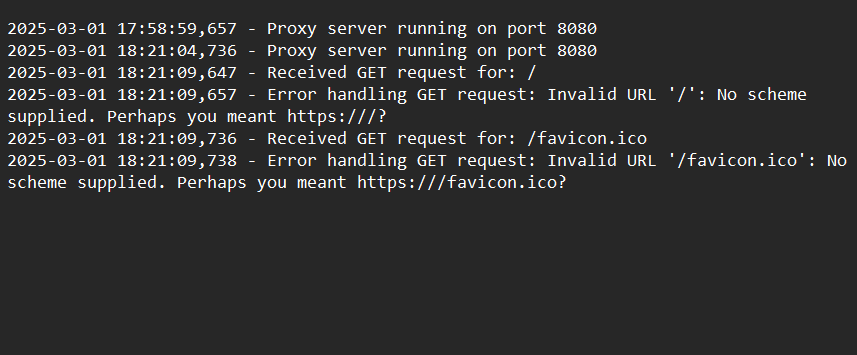 2025-03-01 17:58:59,657 - Proxy server running on port 8080
2025-03-01 18:21:04,736 - Proxy server running on port 8080
2025-03-01 18:21:09,647 - Received GET request for: /
2025-03-01 18:21:09,657 - Error handling GET request: Invalid URL '/': No scheme
supplied. Perhaps you meant https:///?
2025-03-01 18:21:09,736 - Received GET request for: /favicon.ico
2025-03-01 18:21:09,738 - Error handling GET request: Invalid URL '/favicon.ico': No
scheme supplied. Perhaps you meant https:///favicon.ico?